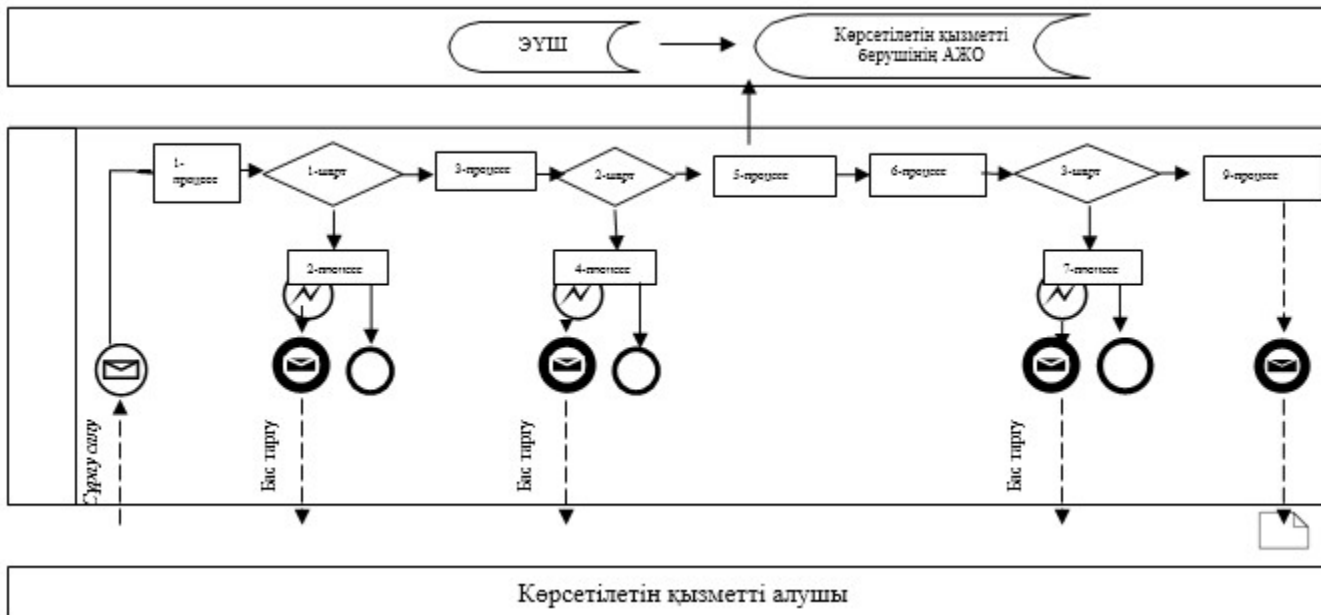 ЭҮШ
Көрсетілетін қызметті
берушінің АЖО
1-
процесс
1-шарт
3-процесс
2-шарт
5-процесс
6-процесс
3-шарт
9-процесс
2-процесс
4-процесс
7-процесс
Сұрау салу
Бас тарту
Бас тарту
Бас тарту
Көрсетілетін қызметті алушы